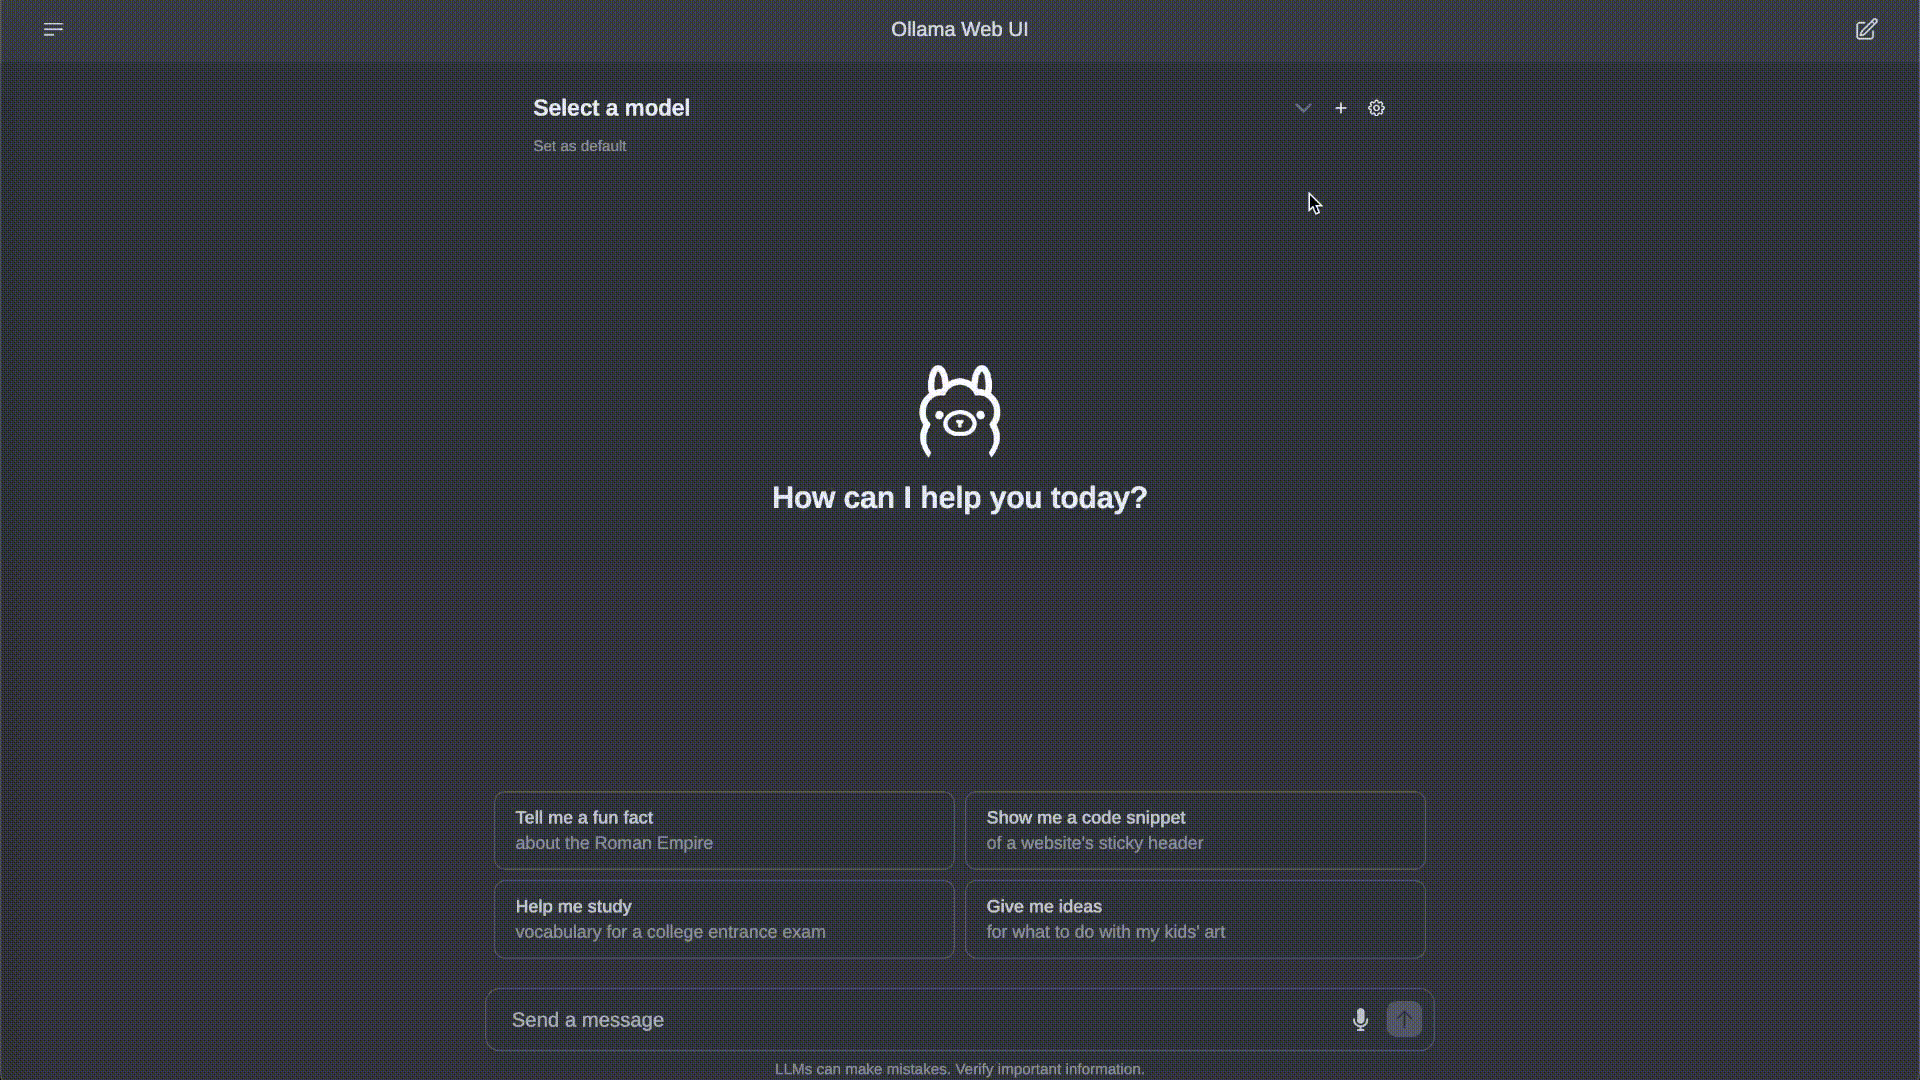 Ollama Web UI
Select a model
Set as default
How can I help you today?
Tell me a fun fact
about the Roman Empire
Show me a code snippet
of a website's sticky header
Help me study
vocabulary for a college entrance exam
Give me ideas
for what to do with my kids' art
Send a message
LLMs can make mistakes. Verify important information.